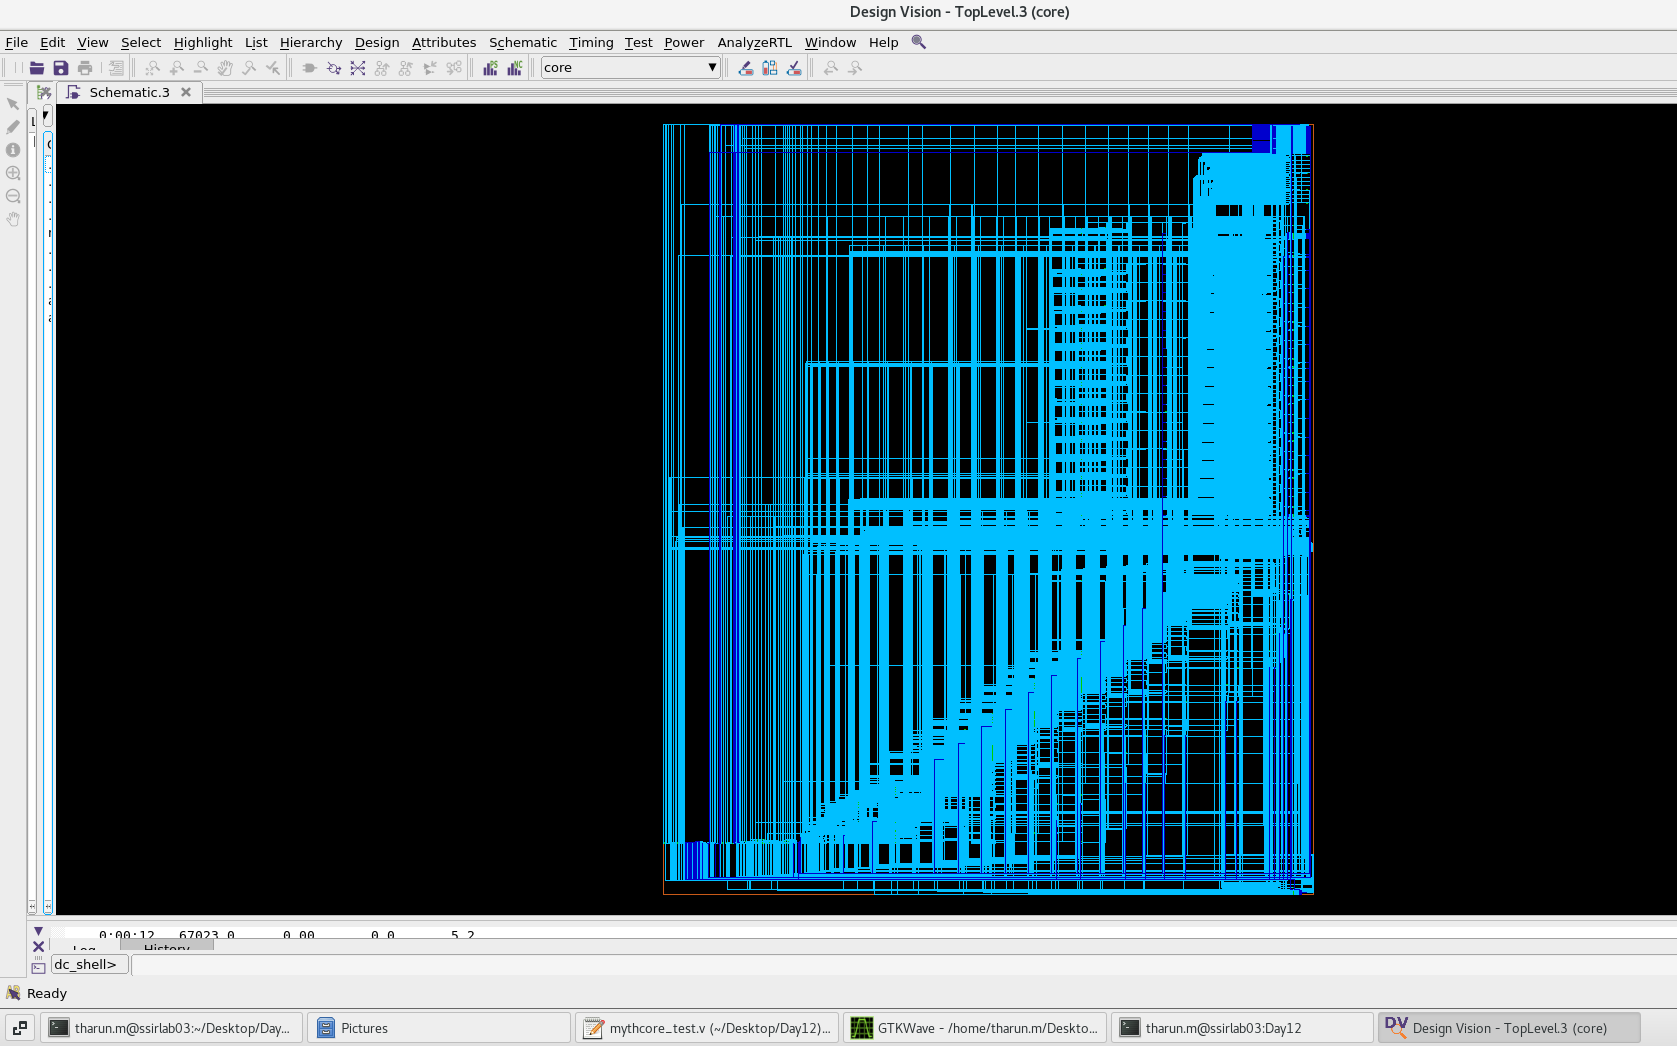 Design Vision - TopLevel.3 (core)
File Edit View Select Highlight List Hierarchy Design Attributes Schematic Timing Test Power AnalyzeRTL Window Help
core
Schematic.3
0:00:12 67023.0 0.00 0.0 5.2
Log History
dc_shell>
Ready
tharun.m@ssirlab03:~/Desktop/Day...
Pictures
mythcore_test.v (~/Desktop/Day12)...
GTKWave - /home/tharun.m/Deskto...
tharun.m@ssirlab03:Day12
Design Vision - TopLevel.3 (core)